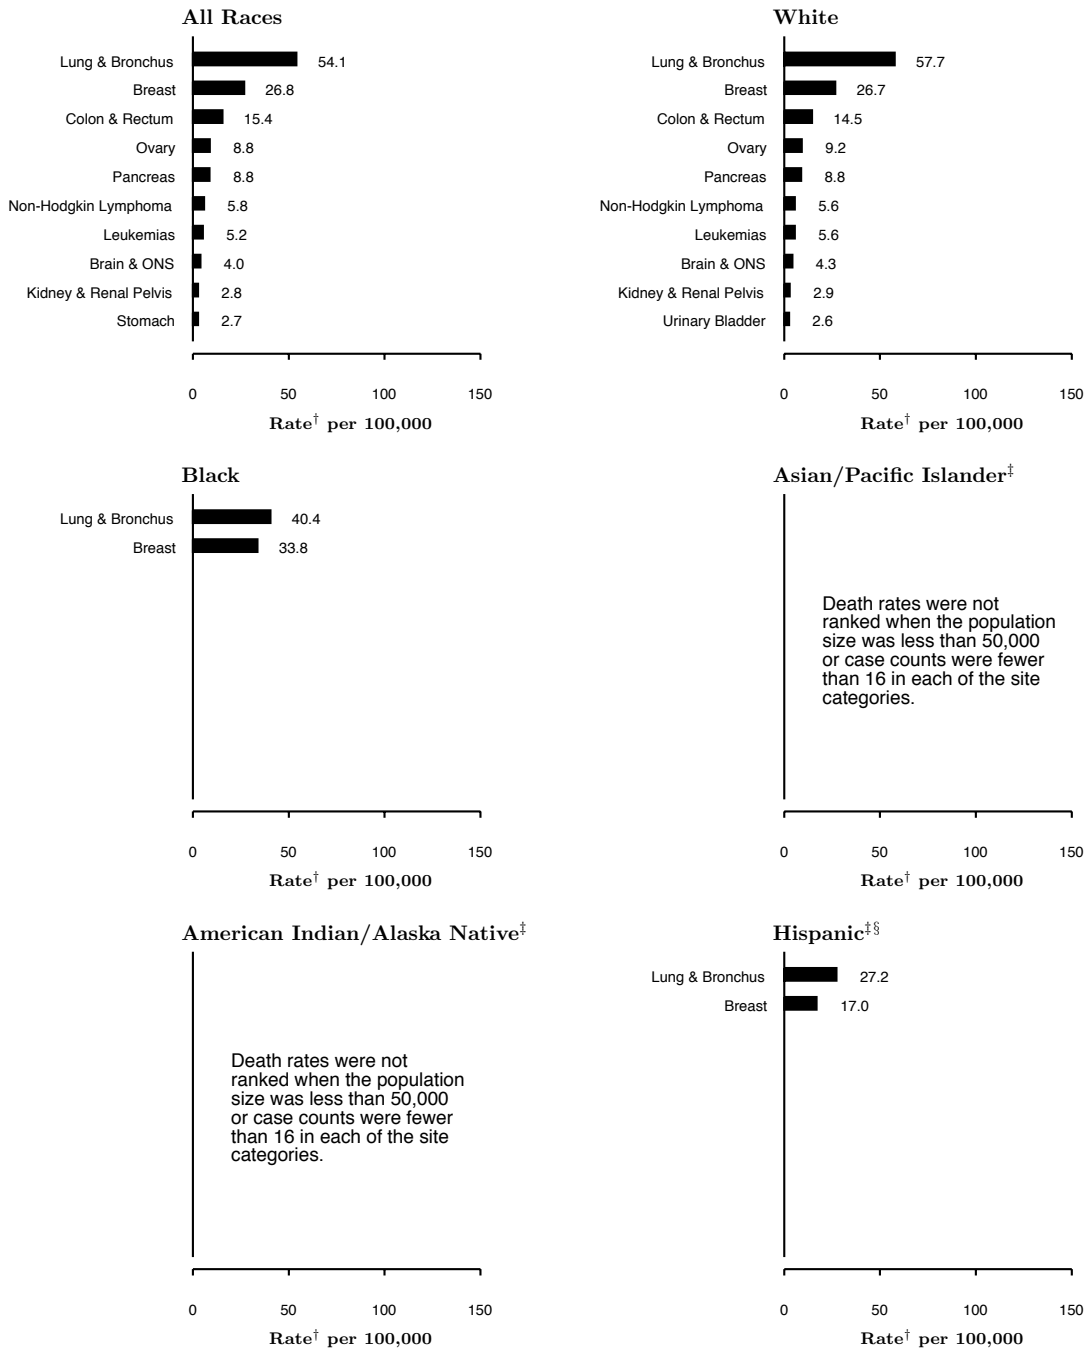 All Races
Lung & Bronchus 54.1
Breast 26.8
Colon & Rectum 15.4
Ovary 8.8
Pancreas 8.8
Non-Hodgkin Lymphoma 5.8
Leukemias 5.2
Brain & ONS 4.0
Kidney & Renal Pelvis 2.8
Stomach 2.7
0 50 100 150
Rate† per 100,000
White
Lung & Bronchus 57.7
Breast 26.7
Colon & Rectum 14.5
Ovary 9.2
Pancreas 8.8
Non-Hodgkin Lymphoma 5.6
Leukemias 5.6
Brain & ONS 4.3
Kidney & Renal Pelvis 2.9
Urinary Bladder 2.6
0 50 100 150
Rate† per 100,000
Black
Lung & Bronchus 40.4
Breast 33.8
0 50 100 150
Rate† per 100,000
Asian/Pacific Islander‡
Death rates were not
ranked when the population
size was less than 50,000
or case counts were fewer
than 16 in each of the site
categories.
0 50 100 150
Rate† per 100,000
American Indian/Alaska Native‡
Death rates were not
ranked when the population
size was less than 50,000
or case counts were fewer
than 16 in each of the site
categories.
0 50 100 150
Rate† per 100,000
Hispanic‡§
Lung & Bronchus 27.2
Breast 17.0
0 50 100 150
Rate† per 100,000